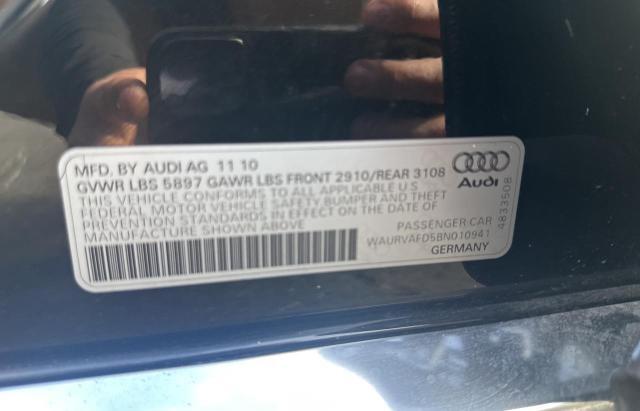 MFD. BY AUDI AG 11 10
GVWR LBS 5897 GAWR LBS FRONT 2910/REAR 3108
THIS VEHICLE CONFORMS TO ALL APPLICABLE U S
FEDERAL MOTOR VEHICLE SAFETY BUMPER AND THEFT
PREVENTION STANDARDS IN EFFECT ON THE DATE OF
MANUFACTURE SHOWN ABOVE
PASSENGER CAR
WAURVAFD5BN010941
GERMANY
Audi
4833508